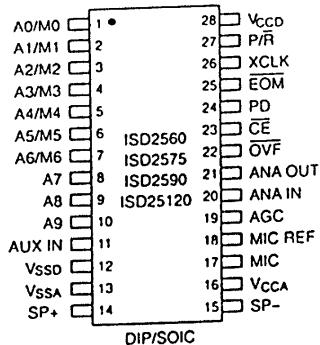 A0/M0 1 28 VCCD
A1/M1 2 27 P/R̅
A2/M2 3 26 XCLK
A3/M3 4 25 E̅O̅M̅
A4/M4 5 24 PD
A5/M5 6 23 C̅E̅
A6/M6 7 22 O̅V̅F̅
A7 8 21 ANA OUT
A8 9 20 ANA IN
A9 10 19 AGC
AUX IN 11 18 MIC REF
VSSD 12 17 MIC
VSSA 13 16 VCCA
SP+ 14 15 SP-
ISD2560
ISD2575
ISD2590
ISD25120
DIP/SOIC